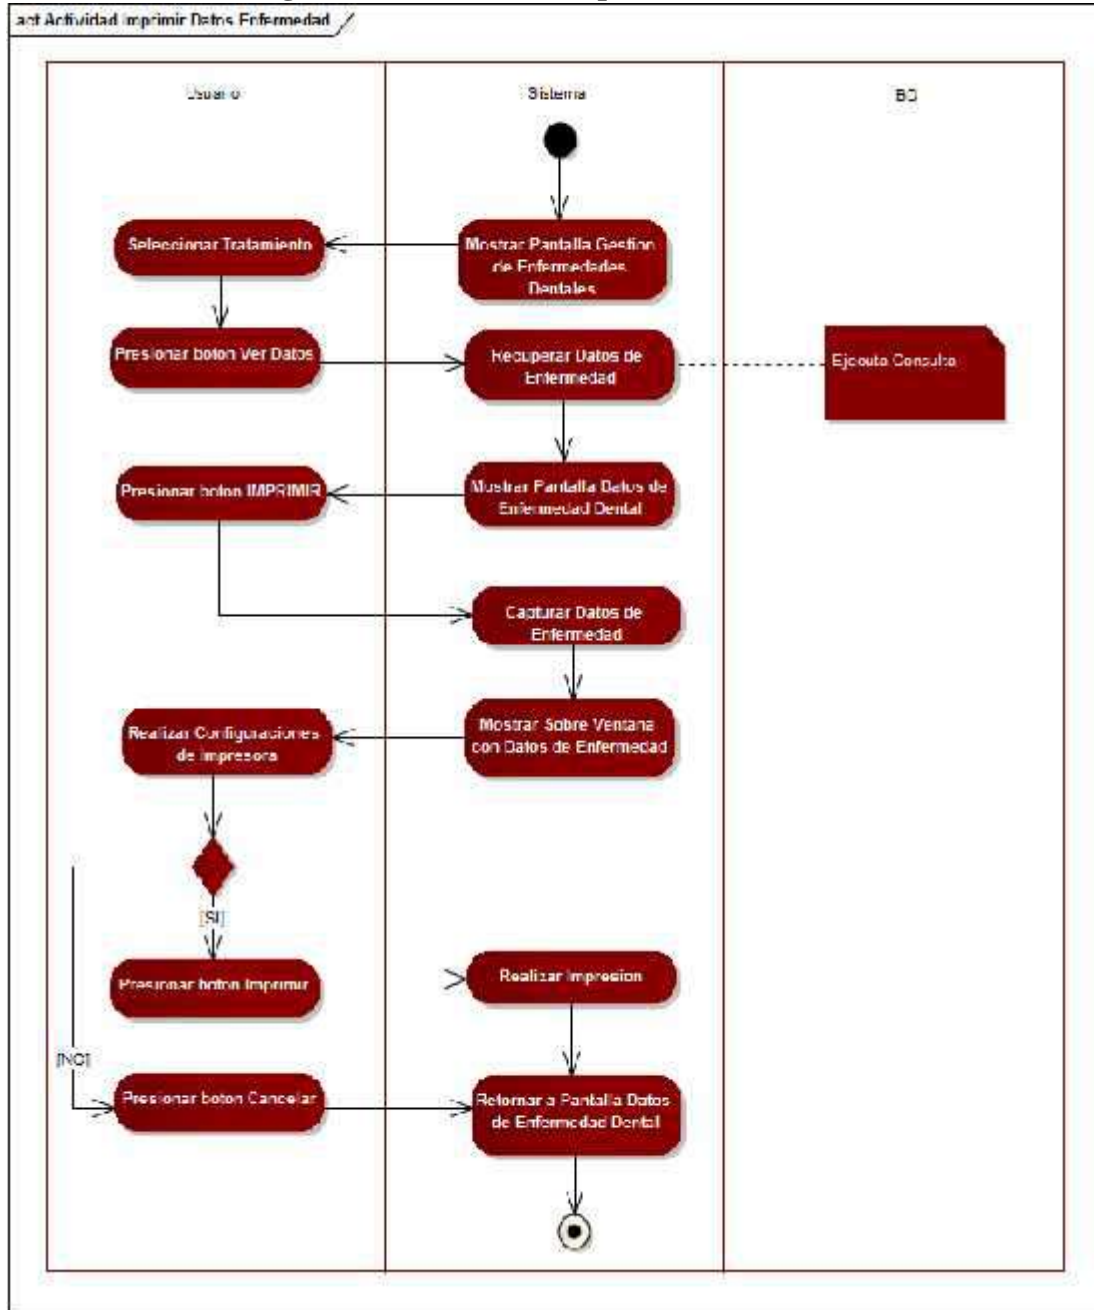 act Actividad Imprimir Datos Enfermedad
Usuario
Sistema
BD
Seleccionar Tratamiento
Mostrar Pantalla Gestion
de Enfermedades
Dentales
Presionar boton Ver Datos
Recuperar Datos de
Enfermedad
Ejecuta Consulta
Presionar boton IMPRIMIR
Mostrar Pantalla Datos de
Enfermedad Dental
Capturar Datos de
Enfermedad
Realizar Configuraciones
de Impresora
Mostrar Sobre Ventana
con Datos de Enfermedad
[SI]
Presionar boton Imprimir
Realizar Impresion
[NO]
Presionar boton Cancelar
Retornar a Pantalla Datos
de Enfermedad Dental